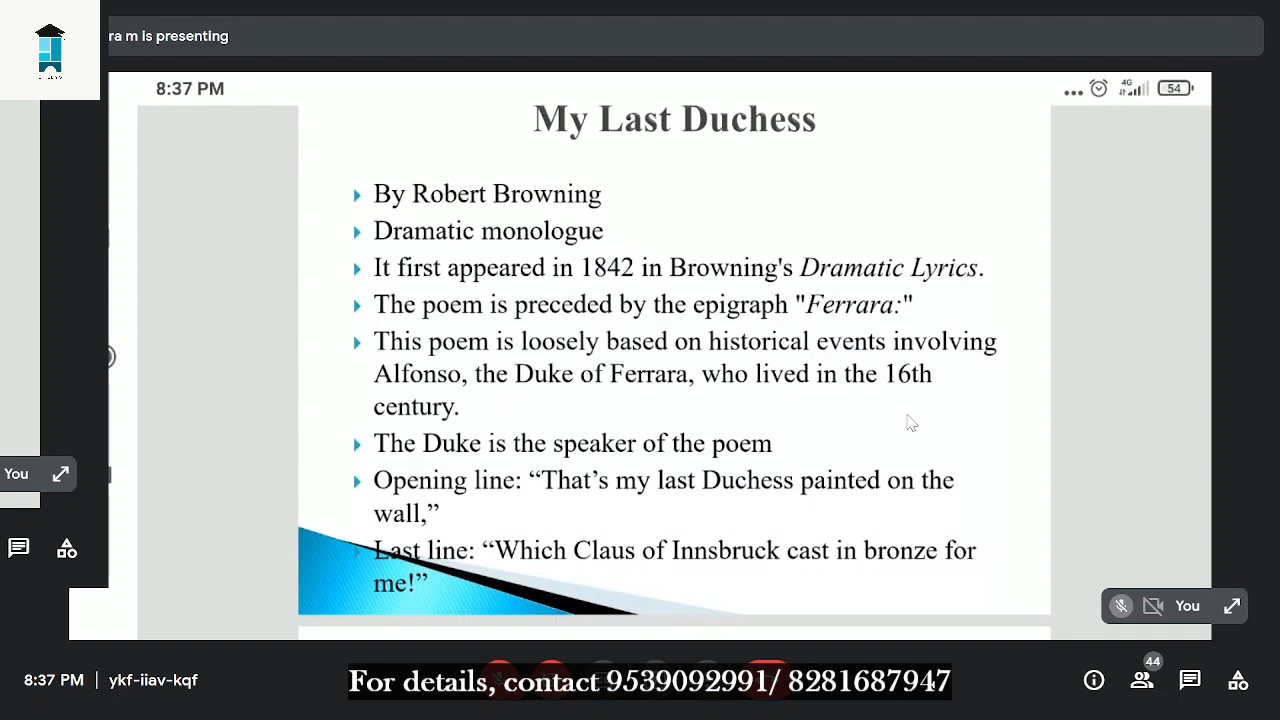 ra m is presenting
8:37 PM
4G
54
My Last Duchess
By Robert Browning
Dramatic monologue
It first appeared in 1842 in Browning's Dramatic Lyrics.
The poem is preceded by the epigraph "Ferrara:"
This poem is loosely based on historical events involving
Alfonso, the Duke of Ferrara, who lived in the 16th
century.
The Duke is the speaker of the poem
Opening line: “That’s my last Duchess painted on the
wall,”
Last line: “Which Claus of Innsbruck cast in bronze for
me!”
You
You
44
8:37 PM | ykf-iiav-kqf
For details, contact 9539092991/ 8281687947